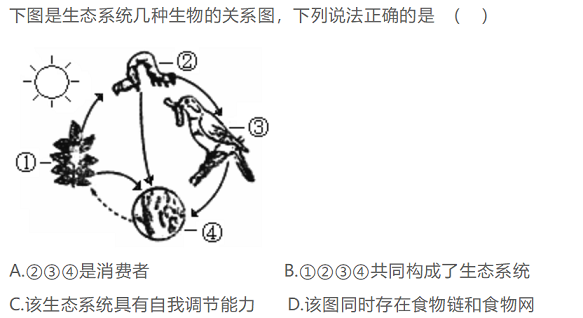 下图是生态系统几种生物的关系图，下列说法正确的是 （ ）
②
③
①
④
A.②③④是消费者 B.①②③④共同构成了生态系统
C.该生态系统具有自我调节能力 D.该图同时存在食物链和食物网